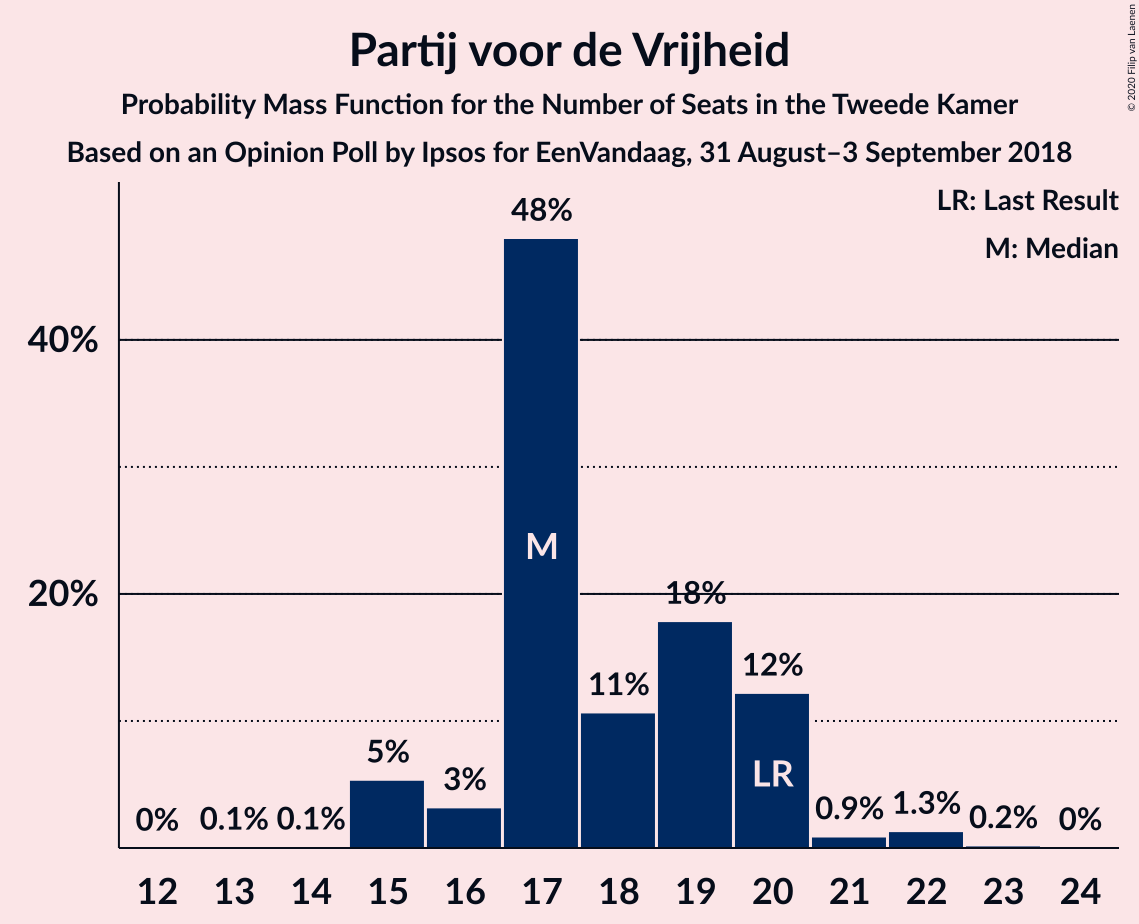 Partij voor de Vrijheid
Probability Mass Function for the Number of Seats in the Tweede Kamer
Based on an Opinion Poll by Ipsos for EenVandaag, 31 August–3 September 2018
© 2020 Filip van Laenen
LR: Last Result
M: Median
48%
40%
M
20%
18%
12%
11%
LR
5%
3%
0%
0.1%
0.1%
0.9%
1.3%
0.2%
0%
12 13 14 15 16 17 18 19 20 21 22 23 24